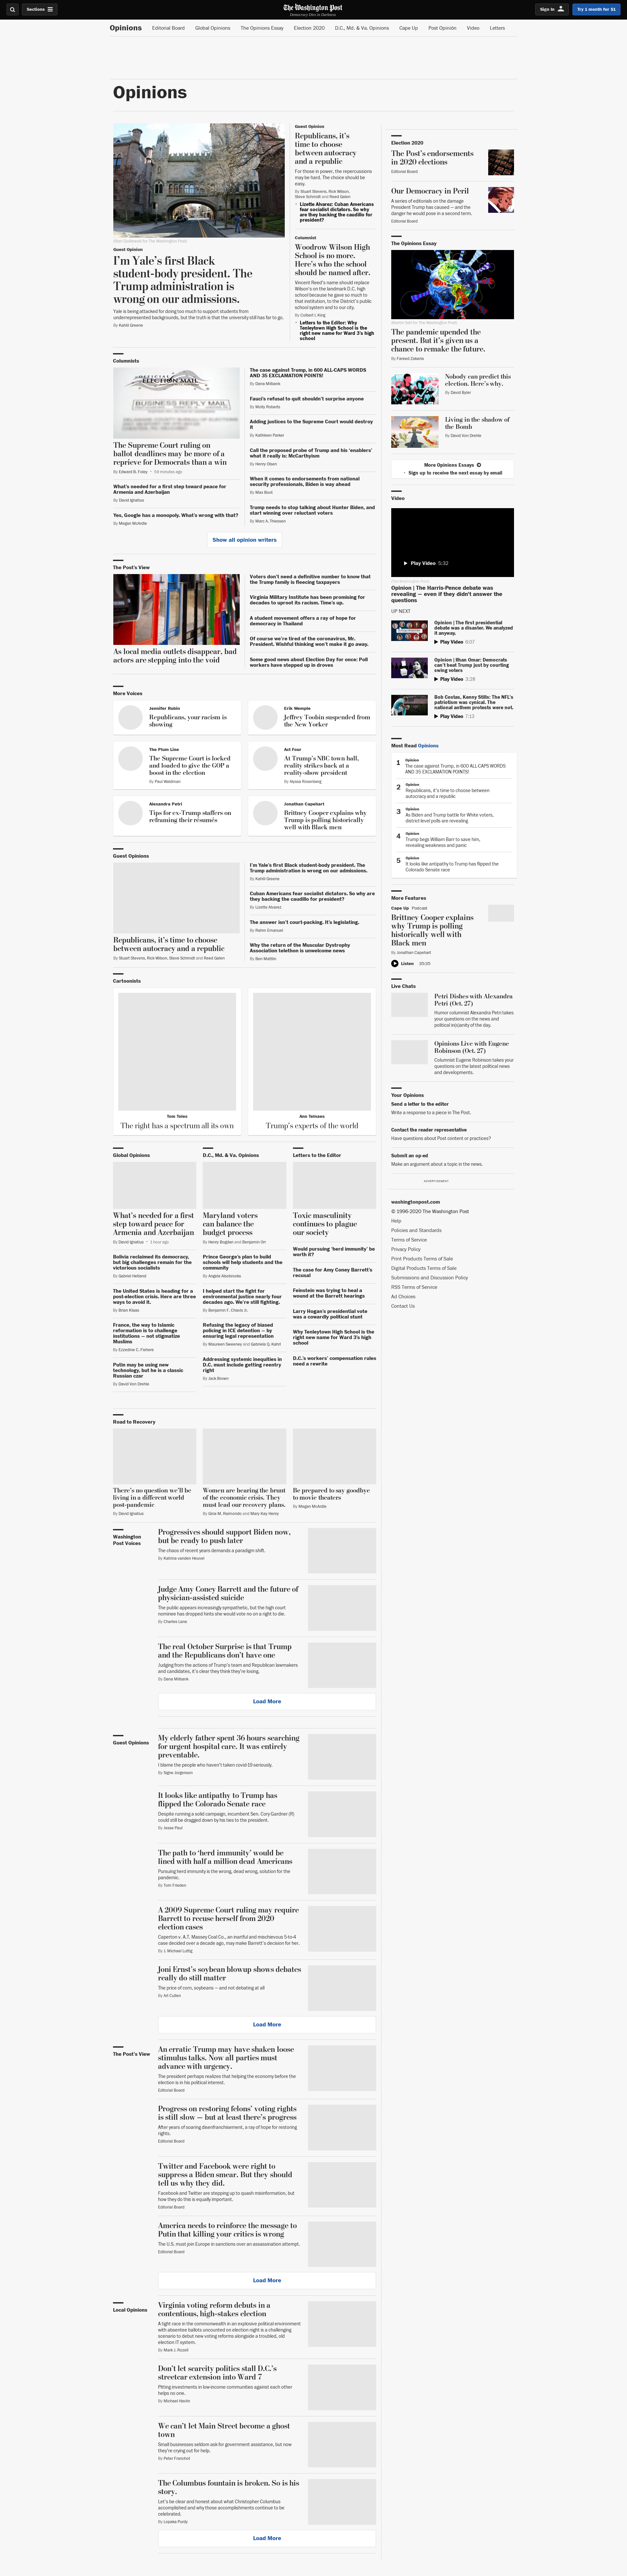 Sections
The Washington Post
Democracy Dies in Darkness
Sign In
Try 1 month for $1
Opinions
Editorial Board
Global Opinions
The Opinions Essay
Election 2020
D.C., Md. & Va. Opinions
Cape Up
Post Opinión
Video
Letters
Opinions
Guest Opinion
I’m Yale’s first Black
student-body president. The
Trump administration is
wrong on our admissions.
Yale is being attacked for doing too much to support students from
underrepresented backgrounds, but the truth is that the university still has far to go.
By Kahlil Greene
Guest Opinion
Republicans, it’s
time to choose
between autocracy
and a republic
For those in power, the repercussions
may be hard. The choice should be
easy.
By Stuart Stevens, Rick Wilson,
Steve Schmidt and Reed Galen
Lizette Alvarez: Cuban Americans
fear socialist dictators. So why
are they backing the caudillo for
president?
Columnist
Woodrow Wilson High
School is no more.
Here’s who the school
should be named after.
Vincent Reed’s name should replace
Wilson’s on the landmark D.C. high
school because he gave so much to
that institution, to the District’s public
school system and to our city.
By Colbert I. King
Letters to the Editor: Why
Tenleytown High School is the
right new name for Ward 3’s high
school
Columnists
The Supreme Court ruling on
ballot deadlines may be more of a
reprieve for Democrats than a win
By Edward B. Foley • 59 minutes ago
What’s needed for a first step toward peace for
Armenia and Azerbaijan
By David Ignatius
Yes, Google has a monopoly. What’s wrong with that?
By Megan McArdle
The case against Trump, in 600 ALL-CAPS WORDS
AND 35 EXCLAMATION POINTS!
By Dana Milbank
Fauci’s refusal to quit shouldn’t surprise anyone
By Molly Roberts
Adding justices to the Supreme Court would destroy
it
By Kathleen Parker
Call the proposed probe of Trump and his ‘enablers’
what it really is: McCarthyism
By Henry Olsen
When it comes to endorsements from national
security professionals, Biden is way ahead
By Max Boot
Trump needs to stop talking about Hunter Biden, and
start winning over reluctant voters
By Marc A. Thiessen
Show all opinion writers
The Post’s View
As local media outlets disappear, bad
actors are stepping into the void
Voters don’t need a definitive number to know that
the Trump family is fleecing taxpayers
Virginia Military Institute has been promising for
decades to uproot its racism. Time’s up.
A student movement offers a ray of hope for
democracy in Thailand
Of course we’re tired of the coronavirus, Mr.
President. Wishful thinking won’t make it go away.
Some good news about Election Day for once: Poll
workers have stepped up in droves
More Voices
Jennifer Rubin
Republicans, your racism is
showing
Erik Wemple
Jeffrey Toobin suspended from
the New Yorker
The Plum Line
The Supreme Court is locked
and loaded to give the GOP a
boost in the election
By Paul Waldman
Act Four
At Trump’s NBC town hall,
reality strikes back at a
reality-show president
By Alyssa Rosenberg
Alexandra Petri
Tips for ex-Trump staffers on
reframing their résumés
Jonathan Capehart
Brittney Cooper explains why
Trump is polling historically
well with Black men
Guest Opinions
Republicans, it’s time to choose
between autocracy and a republic
By Stuart Stevens, Rick Wilson, Steve Schmidt and Reed Galen
I’m Yale’s first Black student-body president. The
Trump administration is wrong on our admissions.
By Kahlil Greene
Cuban Americans fear socialist dictators. So why are
they backing the caudillo for president?
By Lizette Alvarez
The answer isn’t court-packing. It’s legislating.
By Rahm Emanuel
Why the return of the Muscular Dystrophy
Association telethon is unwelcome news
By Ben Mattlin
Cartoonists
Tom Toles
The right has a spectrum all its own
Ann Telnaes
Trump’s experts of the world
Global Opinions
What’s needed for a first
step toward peace for
Armenia and Azerbaijan
By David Ignatius • 1 hour ago
Bolivia reclaimed its democracy,
but big challenges remain for the
victorious socialists
By Gabriel Hetland
The United States is heading for a
post-election crisis. Here are three
ways to avoid it.
By Brian Klaas
France, the way to Islamic
reformation is to challenge
institutions — not stigmatize
Muslims
By Ezzedine C. Fishere
Putin may be using new
technology, but he is a classic
Russian czar
By David Von Drehle
D.C., Md. & Va. Opinions
Maryland voters
can balance the
budget process
By Henry Bogdan and Benjamin Orr
Prince George’s plan to build
schools will help students and the
community
By Angela Alsobrooks
I helped start the fight for
environmental justice nearly four
decades ago. We’re still fighting.
By Benjamin F. Chavis Jr.
Refusing the legacy of biased
policing in ICE detention — by
ensuring legal representation
By Maureen Sweeney and Gabriela Q. Kahrl
Addressing systemic inequities in
D.C. must include getting reentry
right
By Jack Brown
Letters to the Editor
Toxic masculinity
continues to plague
our society
Would pursuing ‘herd immunity’ be
worth it?
The case for Amy Coney Barrett’s
recusal
Feinstein was trying to heal a
wound at the Barrett hearings
Larry Hogan’s presidential vote
was a cowardly political stunt
Why Tenleytown High School is the
right new name for Ward 3’s high
school
D.C.’s workers’ compensation rules
need a rewrite
Road to Recovery
There’s no question we’ll be
living in a different world
post-pandemic
By David Ignatius
Women are bearing the brunt
of the economic crisis. They
must lead our recovery plans.
By Gina M. Raimondo and Mary Kay Henry
Be prepared to say goodbye
to movie theaters
By Megan McArdle
Washington
Post Voices
Progressives should support Biden now,
but be ready to push later
The chaos of recent years demands a paradigm shift.
By Katrina vanden Heuvel
Judge Amy Coney Barrett and the future of
physician-assisted suicide
The public appears increasingly sympathetic, but the high court
nominee has dropped hints she would vote no on a right to die.
By Charles Lane
The real October Surprise is that Trump
and the Republicans don’t have one
Judging from the actions of Trump’s team and Republican lawmakers
and candidates, it’s clear they think they’re losing.
By Dana Milbank
Load More
Guest Opinions
My elderly father spent 36 hours searching
for urgent hospital care. It was entirely
preventable.
I blame the people who haven’t taken covid-19 seriously.
By Signe Jorgenson
It looks like antipathy to Trump has
flipped the Colorado Senate race
Despite running a solid campaign, incumbent Sen. Cory Gardner (R)
could still be dragged down by his ties to the president.
By Jesse Paul
The path to ‘herd immunity’ would be
lined with half a million dead Americans
Pursuing herd immunity is the wrong, dead wrong, solution for the
pandemic.
By Tom Frieden
A 2009 Supreme Court ruling may require
Barrett to recuse herself from 2020
election cases
Caperton v. A.T. Massey Coal Co., an inartful and mischievous 5-to-4
case decided over a decade ago, may make Barrett’s decision for her.
By J. Michael Luttig
Joni Ernst’s soybean blowup shows debates
really do still matter
The price of corn, soybeans — and not debating at all
By Art Cullen
Load More
The Post's View
An erratic Trump may have shaken loose
stimulus talks. Now all parties must
advance with urgency.
The president perhaps realizes that helping the economy before the
election is in his political interest.
Editorial Board
Progress on restoring felons’ voting rights
is still slow — but at least there’s progress
After years of soaring disenfranchisement, a ray of hope for restoring
rights.
Editorial Board
Twitter and Facebook were right to
suppress a Biden smear. But they should
tell us why they did.
Facebook and Twitter are stepping up to quash misinformation, but
how they do this is equally important.
Editorial Board
America needs to reinforce the message to
Putin that killing your critics is wrong
The U.S. must join Europe in sanctions over an assassination attempt.
Editorial Board
Load More
Local Opinions
Virginia voting reform debuts in a
contentious, high-stakes election
A tight race in the commonwealth in an explosive political environment
with absentee ballots uncounted on election night is a challenging
scenario to debut new voting reforms alongside a troubled, old
election IT system.
By Mark J. Rozell
Don’t let scarcity politics stall D.C.’s
streetcar extension into Ward 7
Pitting investments in low-income communities against each other
helps no one.
By Michael Havlin
We can’t let Main Street become a ghost
town
Small businesses seldom ask for government assistance, but now
they’re crying out for help.
By Peter Franchot
The Columbus fountain is broken. So is his
story.
Let’s be clear and honest about what Christopher Columbus
accomplished and why those accomplishments continue to be
celebrated.
By Lopaka Purdy
Load More
Election 2020
The Post’s endorsements
in 2020 elections
Editorial Board
Our Democracy in Peril
A series of editorials on the damage
President Trump has caused — and the
danger he would pose in a second term.
Editorial Board
The Opinions Essay
The pandemic upended the
present. But it’s given us a
chance to remake the future.
By Fareed Zakaria
Nobody can predict this
election. Here’s why.
By David Byler
Living in the shadow of
the Bomb
By David Von Drehle
More Opinions Essays
Sign up to receive the next essay by email
Video
Play Video 5:32
Opinion | The Harris-Pence debate was
revealing — even if they didn't answer the
questions
UP NEXT
Opinion | The first presidential
debate was a disaster. We analyzed
it anyway.
Play Video 6:07
Opinion | Ilhan Omar: Democrats
can’t beat Trump just by courting
swing voters
Play Video 3:28
Bob Costas, Kenny Stills: The NFL’s
patriotism was cynical. The
national anthem protests were not.
Play Video 7:13
Most Read Opinions
1
Opinion
The case against Trump, in 600 ALL-CAPS WORDS
AND 35 EXCLAMATION POINTS!
2
Opinion
Republicans, it’s time to choose between
autocracy and a republic
3
Opinion
As Biden and Trump battle for White voters,
district-level polls are revealing
4
Opinion
Trump begs William Barr to save him,
revealing weakness and panic
5
Opinion
It looks like antipathy to Trump has flipped the
Colorado Senate race
More Features
Cape Up Podcast
Brittney Cooper explains
why Trump is polling
historically well with
Black men
By Jonathan Capehart
Listen 35:35
Live Chats
Petri Dishes with Alexandra
Petri (Oct. 27)
Humor columnist Alexandra Petri takes
your questions on the news and
political in(s)anity of the day.
Opinions Live with Eugene
Robinson (Oct. 27)
Columnist Eugene Robinson takes your
questions on the latest political news
and developments.
Your Opinions
Send a letter to the editor
Write a response to a piece in The Post.
Contact the reader representative
Have questions about Post content or practices?
Submit an op-ed
Make an argument about a topic in the news.
ADVERTISEMENT
washingtonpost.com
© 1996-2020 The Washington Post
Help
Policies and Standards
Terms of Service
Privacy Policy
Print Products Terms of Sale
Digital Products Terms of Sale
Submissions and Discussion Policy
RSS Terms of Service
Ad Choices
Contact Us